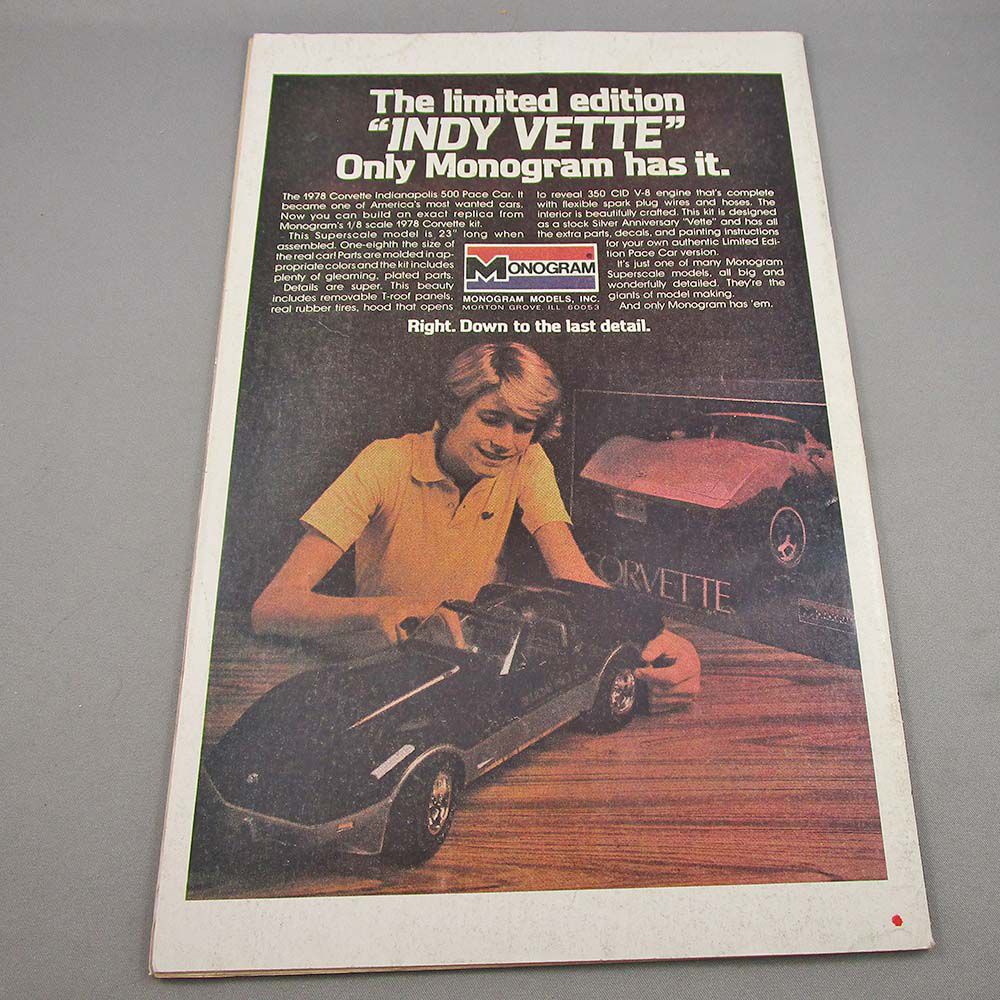 The limited edition
“INDY VETTE”
Only Monogram has it.
The 1978 Corvette Indianapolis 500 Pace Car. It
became one of America's most wanted cars.
Now you can build an exact replica from
Monogram's 1/8 scale 1978 Corvette kit.
This Superscale model is 23" long when
assembled. One-eighth the size of
the real car! Parts are molded in ap-
propriate colors and the kit includes
plenty of gleaming, plated parts.
Details are super. This beauty
includes removable T-roof panels,
real rubber tires, hood that opens
to reveal 350 CID V-8 engine that's complete
with flexible spark plug wires and hoses. The
interior is beautifully crafted. This kit is designed
as a stock Silver Anniversary "Vette" and has all
the extra parts, decals, and painting instructions
for your own authentic Limited Edi-
tion Pace Car version.
It's just one of many Monogram
Superscale models, all big and
wonderfully detailed. They're the
giants of model making.
And only Monogram has 'em.
MONOGRAM®
MONOGRAM MODELS, INC.
MORTON GROVE, ILL 60053
Right. Down to the last detail.
CORVETTE